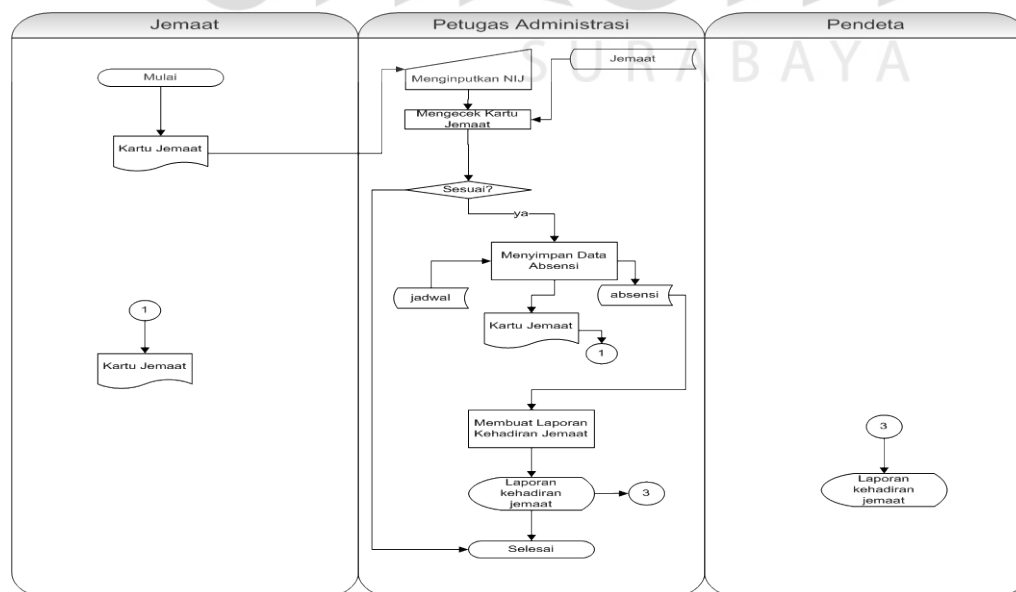 Jemaat
Petugas Administrasi
Pendeta
SURABAYA
Mulai
Menginputkan NIJ
Jemaat
Mengecek Kartu
Jemaat
Kartu Jemaat
Sesuai?
ya
Menyimpan Data
Absensi
jadwal
absensi
1
Kartu Jemaat
1
Kartu Jemaat
Membuat Laporan
Kehadiran Jemaat
3
Laporan
kehadiran
jemaat
3
Laporan
kehadiran
jemaat
Selesai